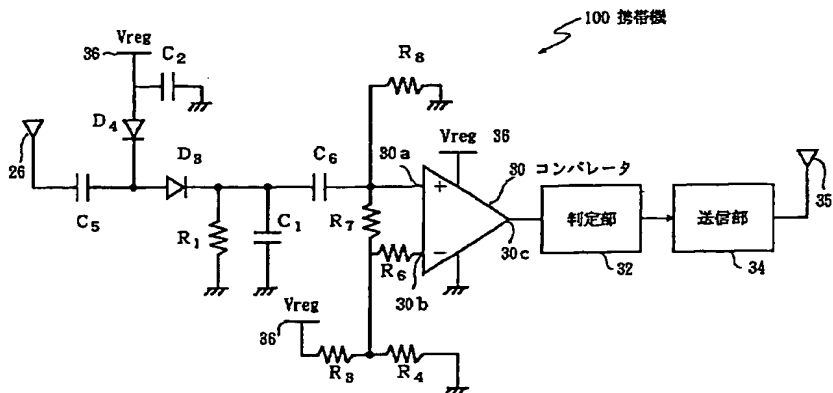 100 携帯機
Vreg
36
C2
R8
D4
26
D3
C6
30a
Vreg 36
30 コンパレータ
C5
R1
C1
R7
+
−
R6
30b
30c
判定部
32
送信部
34
35
Vreg
36
R3
R4